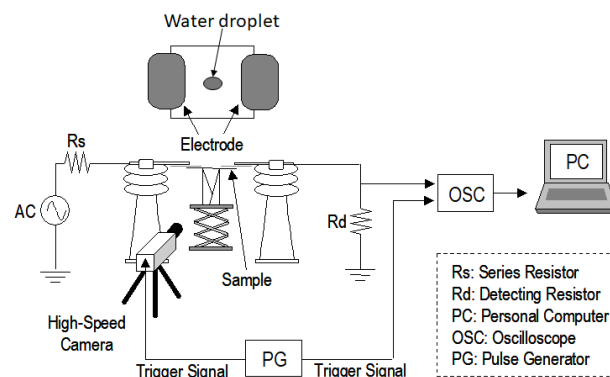 Water droplet
Electrode
Rs
AC
PC
OSC
Rd
Sample
High-Speed
Camera
Trigger Signal
PG
Trigger Signal
Rs: Series Resistor
Rd: Detecting Resistor
PC: Personal Computer
OSC: Oscilloscope
PG: Pulse Generator